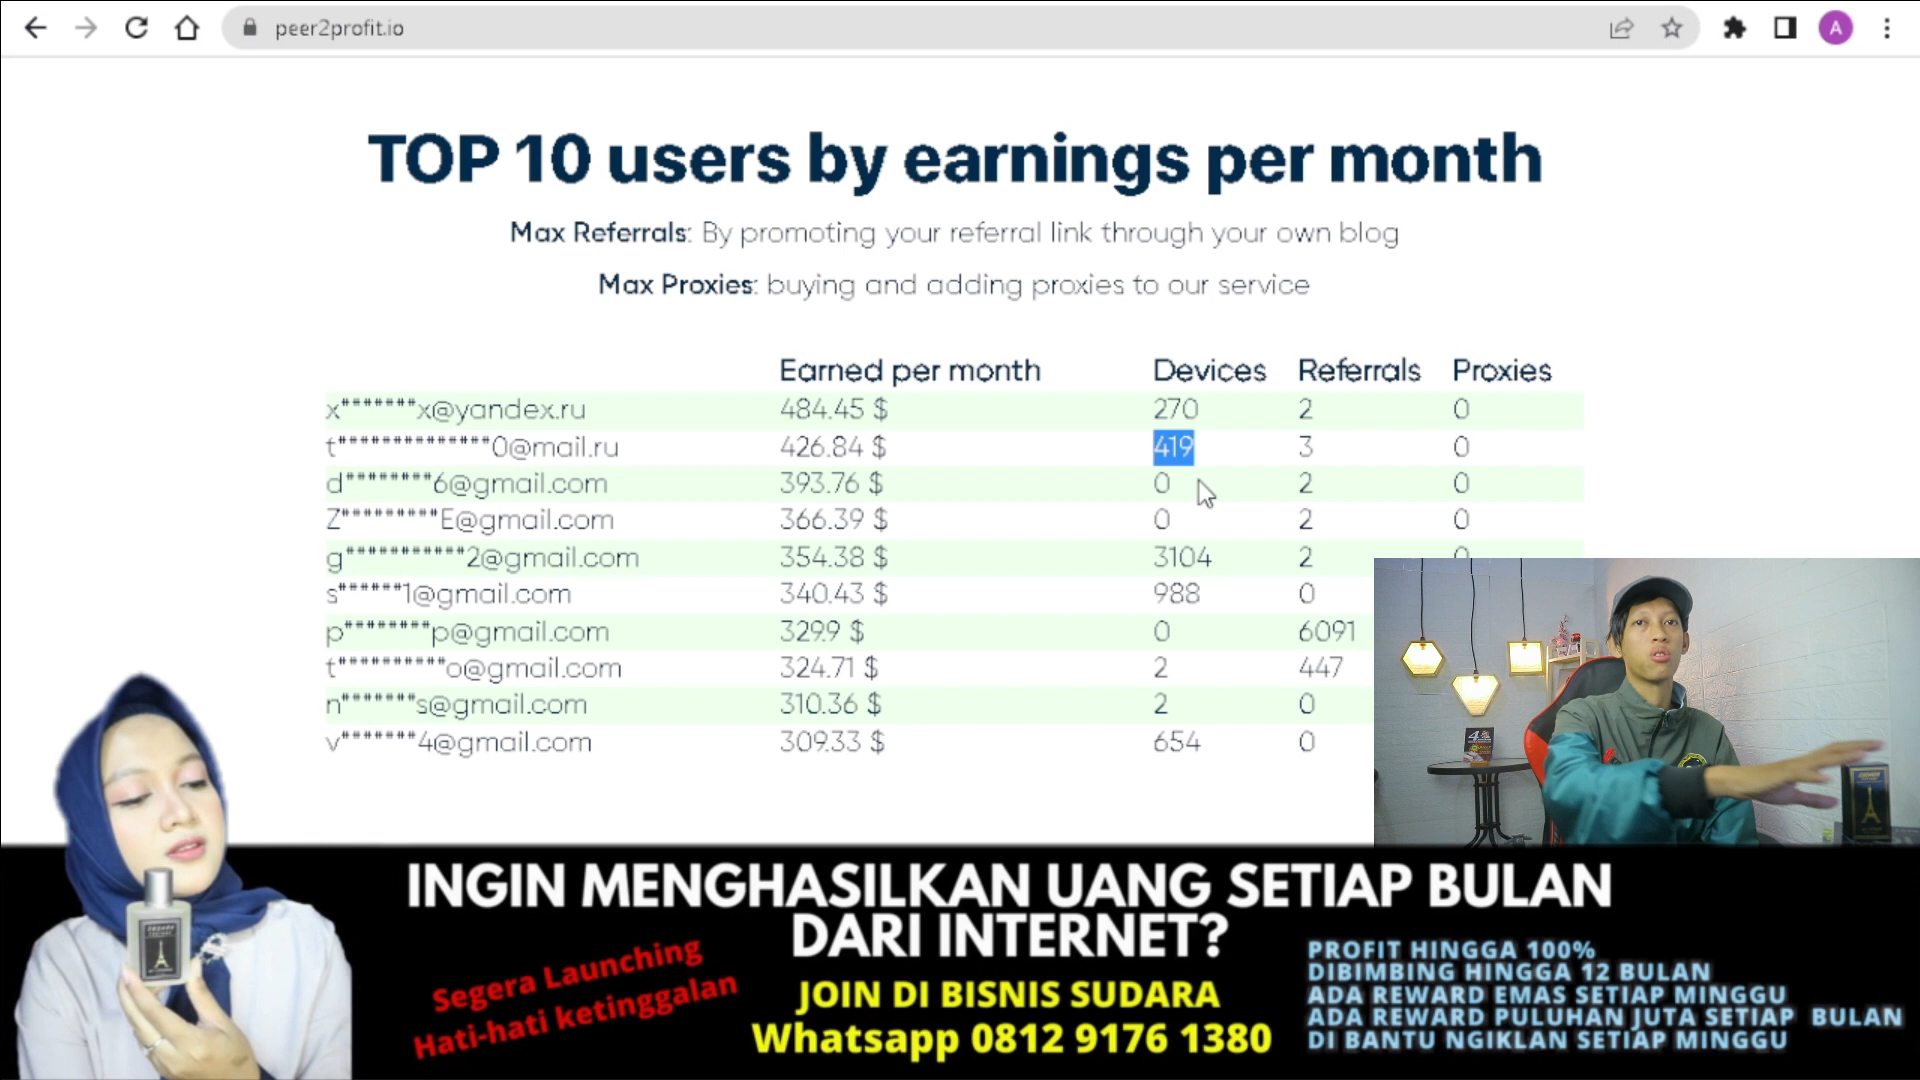 peer2profit.io
A
TOP 10 users by earnings per month
Max Referrals: By promoting your referral link through your own blog
Max Proxies: buying and adding proxies to our service
Earned per month Devices Referrals Proxies
x*******x@yandex.ru 484.45 $ 270 2 0
t**************0@mail.ru 426.84 $ 419 3 0
d********6@gmail.com 393.76 $ 0 2 0
Z*********E@gmail.com 366.39 $ 0 2 0
g***********2@gmail.com 354.38 $ 3104 2
s******1@gmail.com 340.43 $ 988 0
p********p@gmail.com 329.9 $ 0 6091
t**********o@gmail.com 324.71 $ 2 447
n*******s@gmail.com 310.36 $ 2 0
v*******4@gmail.com 309.33 $ 654 0
INGIN MENGHASILKAN UANG SETIAP BULAN
DARI INTERNET?
Segera Launching
Hati-hati ketinggalan
JOIN DI BISNIS SUDARA
Whatsapp 0812 9176 1380
PROFIT HINGGA 100%
DIBIMBING HINGGA 12 BULAN
ADA REWARD EMAS SETIAP MINGGU
ADA REWARD PULUHAN JUTA SETIAP BULAN
DI BANTU NGIKLAN SETIAP MINGGU